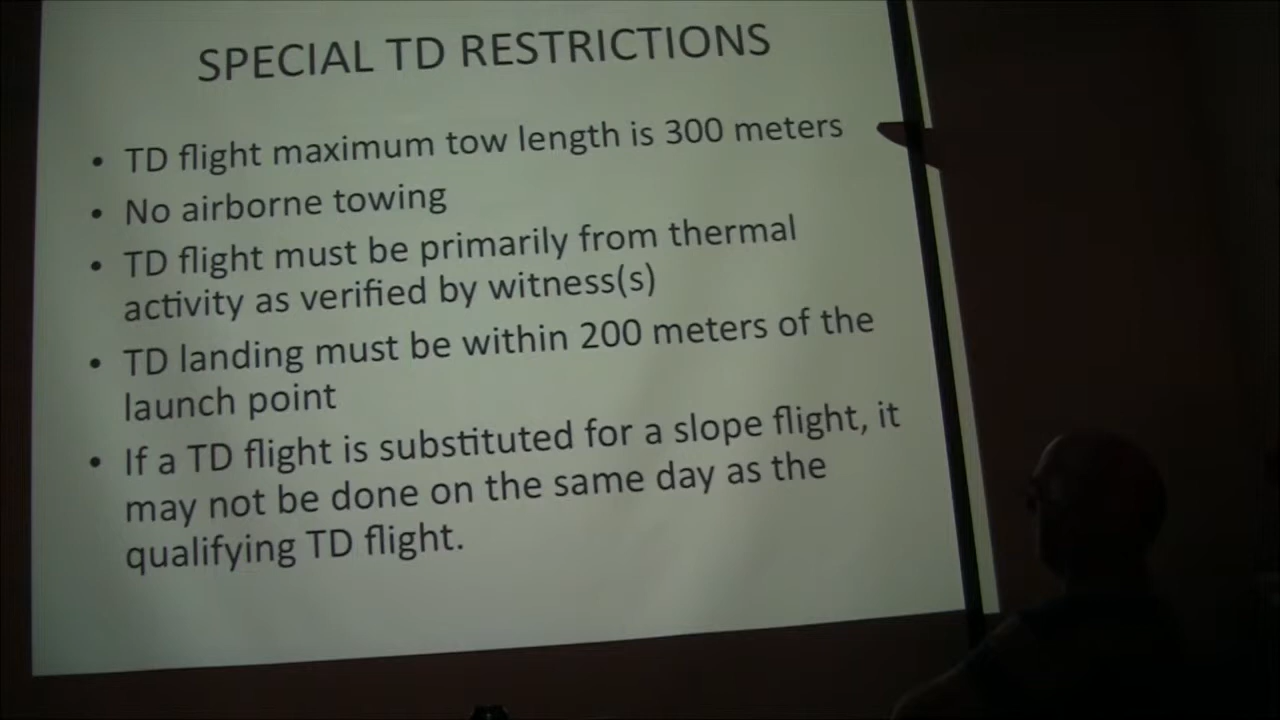 SPECIAL TD RESTRICTIONS
• TD flight maximum tow length is 300 meters
• No airborne towing
• TD flight must be primarily from thermal
activity as verified by witness(s)
• TD landing must be within 200 meters of the
launch point
• If a TD flight is substituted for a slope flight, it
may not be done on the same day as the
qualifying TD flight.